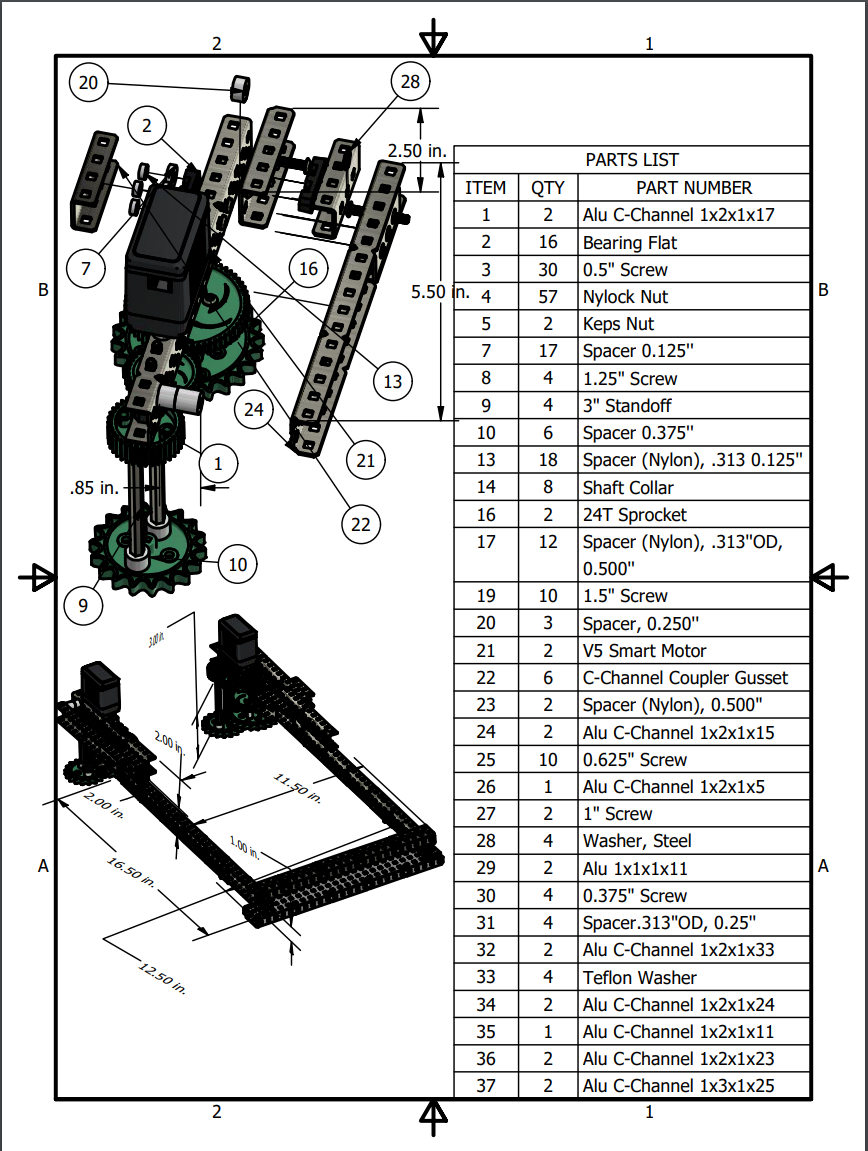 2 1
20
28
2
2.50 in.
7
16
B B
5.50 in.
13
24
21
1
.85 in.
22
10
9
3.00 in.
2.00 in.
11.50 in.
2.00 in.
1.00 in.
A A
16.50 in.
12.50 in.
PARTS LIST
ITEM QTY PART NUMBER
1 2 Alu C-Channel 1x2x1x17
2 16 Bearing Flat
3 30 0.5" Screw
4 57 Nylock Nut
5 2 Keps Nut
7 17 Spacer 0.125"
8 4 1.25" Screw
9 4 3" Standoff
10 6 Spacer 0.375"
13 18 Spacer (Nylon), .313 0.125"
14 8 Shaft Collar
16 2 24T Sprocket
17 12 Spacer (Nylon), .313"OD,
0.500"
19 10 1.5" Screw
20 3 Spacer, 0.250"
21 2 V5 Smart Motor
22 6 C-Channel Coupler Gusset
23 2 Spacer (Nylon), 0.500"
24 2 Alu C-Channel 1x2x1x15
25 10 0.625" Screw
26 1 Alu C-Channel 1x2x1x5
27 2 1" Screw
28 4 Washer, Steel
29 2 Alu 1x1x1x11
30 4 0.375" Screw
31 4 Spacer.313"OD, 0.25"
32 2 Alu C-Channel 1x2x1x33
33 4 Teflon Washer
34 2 Alu C-Channel 1x2x1x24
35 1 Alu C-Channel 1x2x1x11
36 2 Alu C-Channel 1x2x1x23
37 2 Alu C-Channel 1x3x1x25
2 1